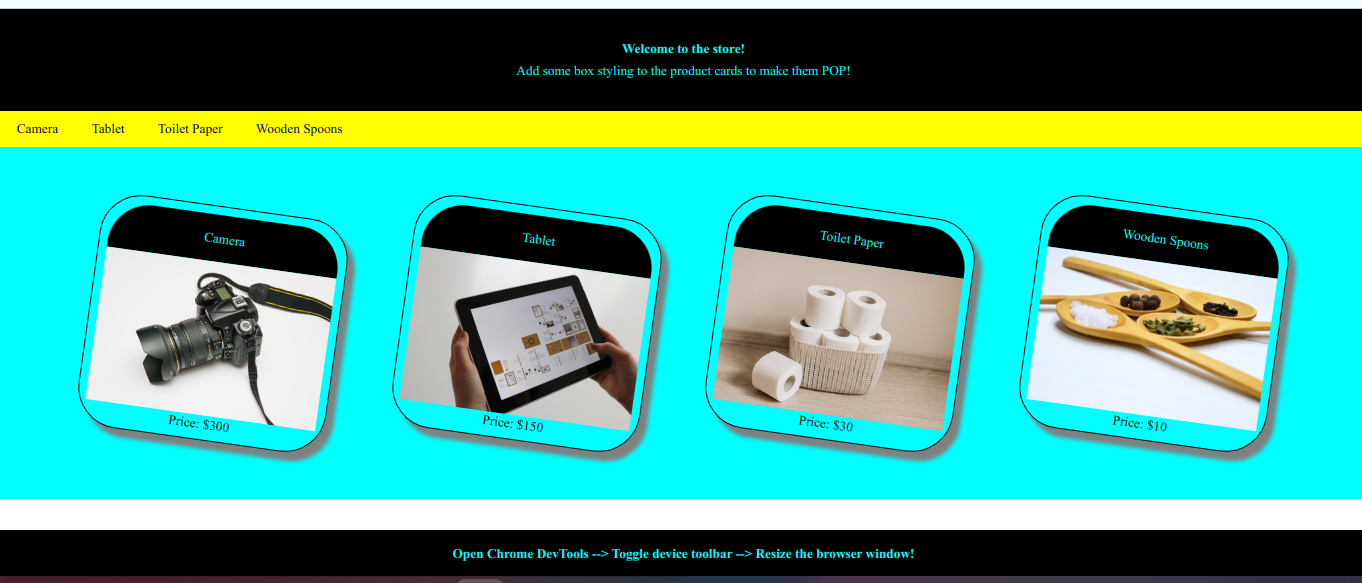 Welcome to the store!
Add some box styling to the product cards to make them POP!
Camera
Tablet
Toilet Paper
Wooden Spoons
Camera
Tablet
Toilet Paper
Wooden Spoons
Price: $300
Price: $150
Price: $30
Price: $10
Open Chrome DevTools --> Toggle device toolbar --> Resize the browser window!